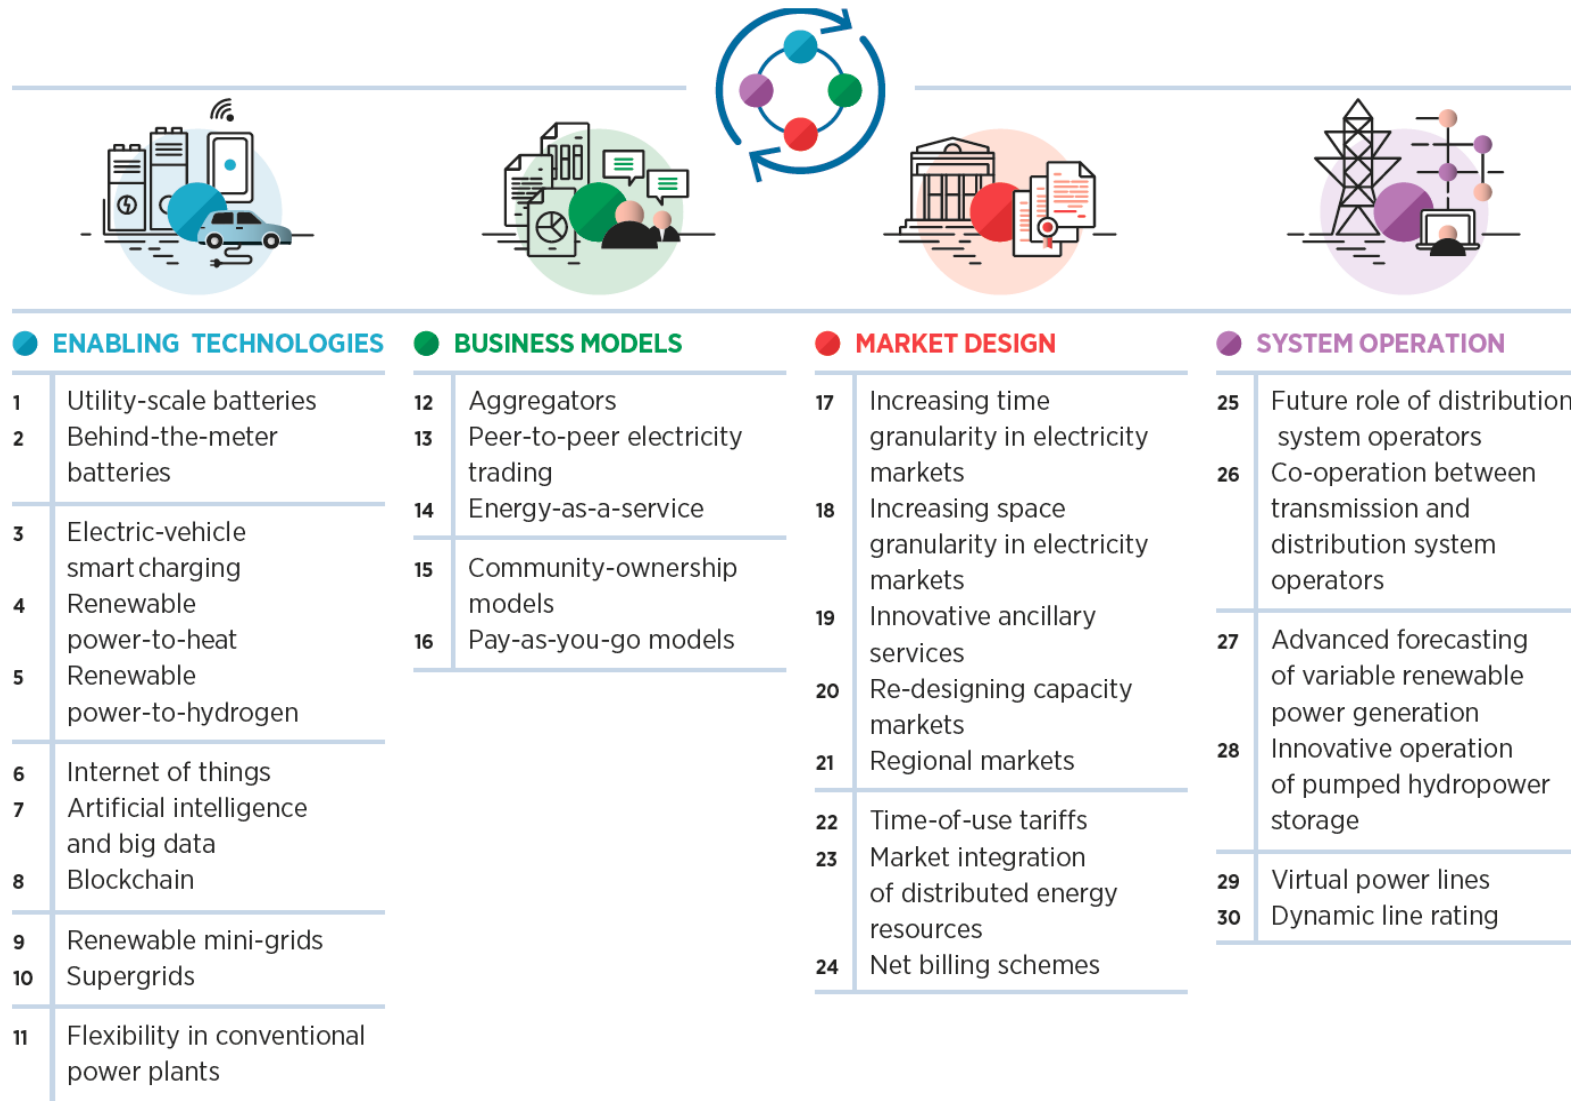 ENABLING TECHNOLOGIES
1 Utility-scale batteries
2 Behind-the-meter
batteries
3 Electric-vehicle
smart charging
4 Renewable
power-to-heat
5 Renewable
power-to-hydrogen
6 Internet of things
7 Artificial intelligence
and big data
8 Blockchain
9 Renewable mini-grids
10 Supergrids
11 Flexibility in conventional
power plants
BUSINESS MODELS
12 Aggregators
13 Peer-to-peer electricity
trading
14 Energy-as-a-service
15 Community-ownership
models
16 Pay-as-you-go models
MARKET DESIGN
17 Increasing time
granularity in electricity
markets
18 Increasing space
granularity in electricity
markets
19 Innovative ancillary
services
20 Re-designing capacity
markets
21 Regional markets
22 Time-of-use tariffs
23 Market integration
of distributed energy
resources
24 Net billing schemes
SYSTEM OPERATION
25 Future role of distribution
system operators
26 Co-operation between
transmission and
distribution system
operators
27 Advanced forecasting
of variable renewable
power generation
28 Innovative operation
of pumped hydropower
storage
29 Virtual power lines
30 Dynamic line rating